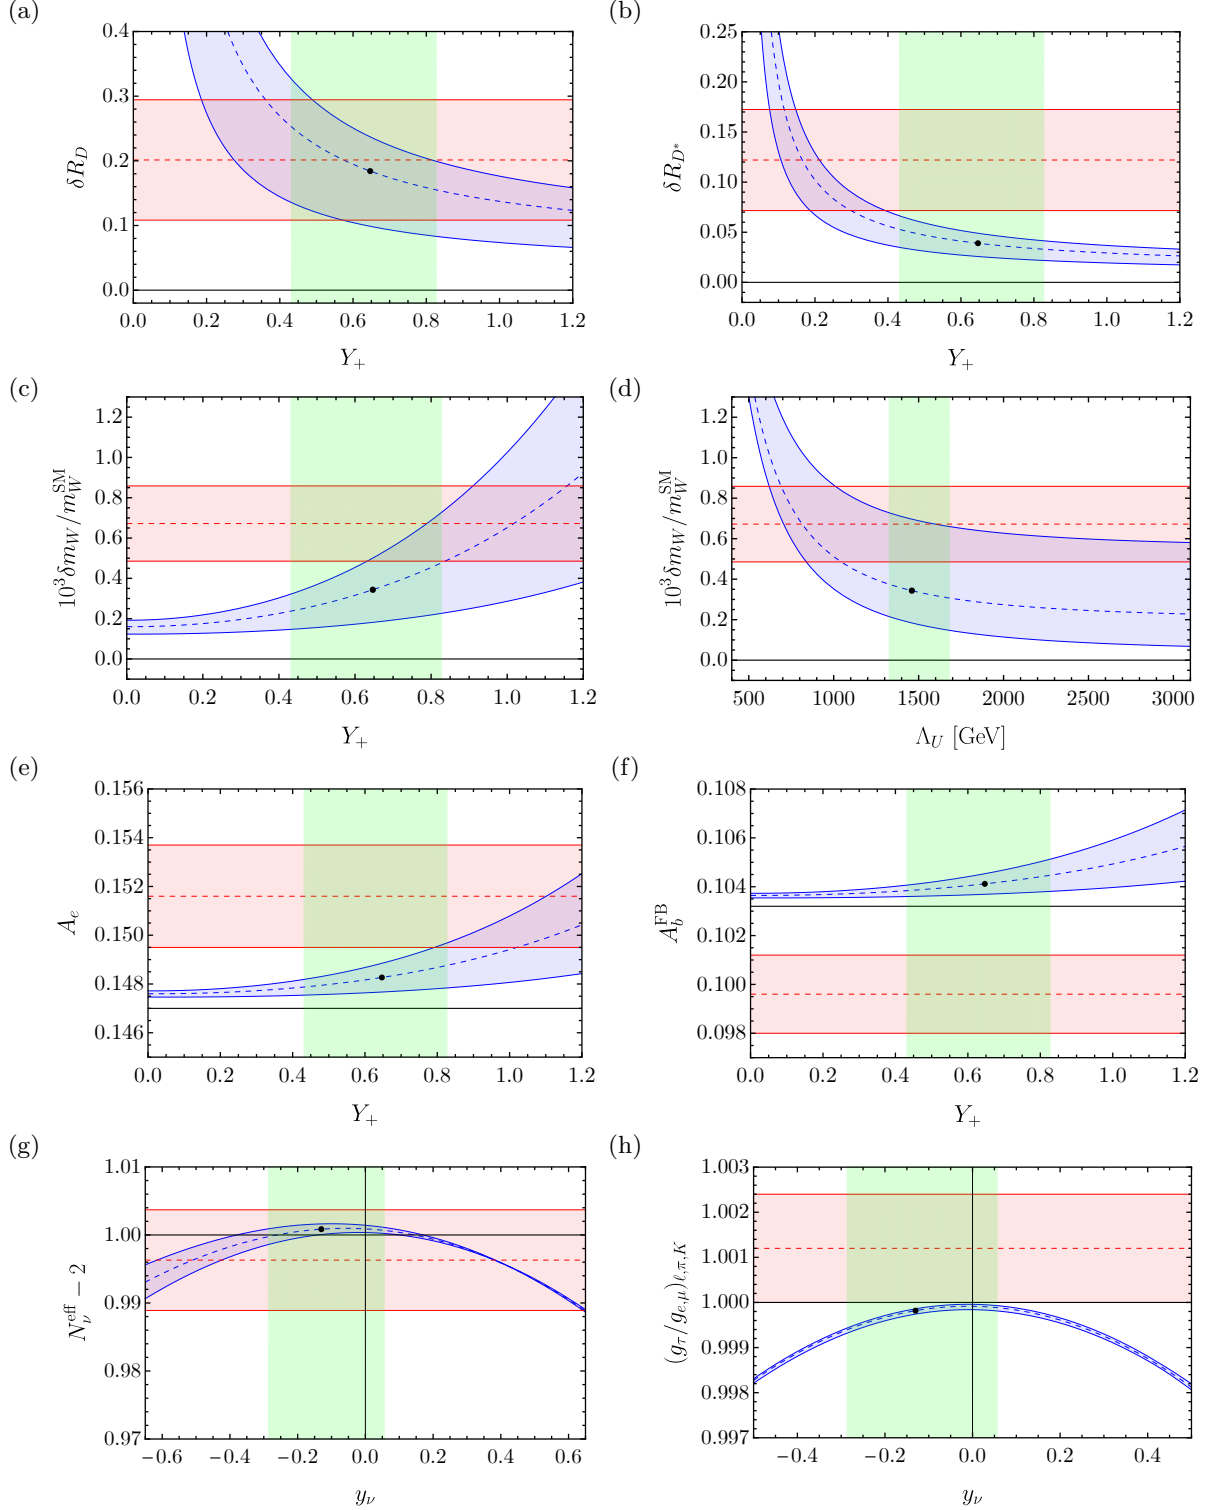 (a)
0.4
0.3
0.2
0.1
0.0
δR_D
0.0 0.2 0.4 0.6 0.8 1.0 1.2
Y_+
(b)
0.25
0.20
0.15
0.10
0.05
0.00
δR_{D*}
0.0 0.2 0.4 0.6 0.8 1.0 1.2
Y_+
(c)
1.2
1.0
0.8
0.6
0.4
0.2
0.0
10³ δm_W/m_W^SM
0.0 0.2 0.4 0.6 0.8 1.0 1.2
Y_+
(d)
1.2
1.0
0.8
0.6
0.4
0.2
0.0
10³ δm_W/m_W^SM
500 1000 1500 2000 2500 3000
Λ_U [GeV]
(e)
0.156
0.154
0.152
0.150
0.148
0.146
A_e
0.0 0.2 0.4 0.6 0.8 1.0 1.2
Y_+
(f)
0.108
0.106
0.104
0.102
0.100
0.098
A_b^FB
0.0 0.2 0.4 0.6 0.8 1.0 1.2
Y_+
(g)
1.01
1.00
0.99
0.98
0.97
N_ν^eff − 2
−0.6 −0.4 −0.2 0.0 0.2 0.4 0.6
y_ν
(h)
1.003
1.002
1.001
1.000
0.999
0.998
0.997
(g_τ/g_{e,μ})_{ℓ,π,K}
−0.4 −0.2 0.0 0.2 0.4
y_ν